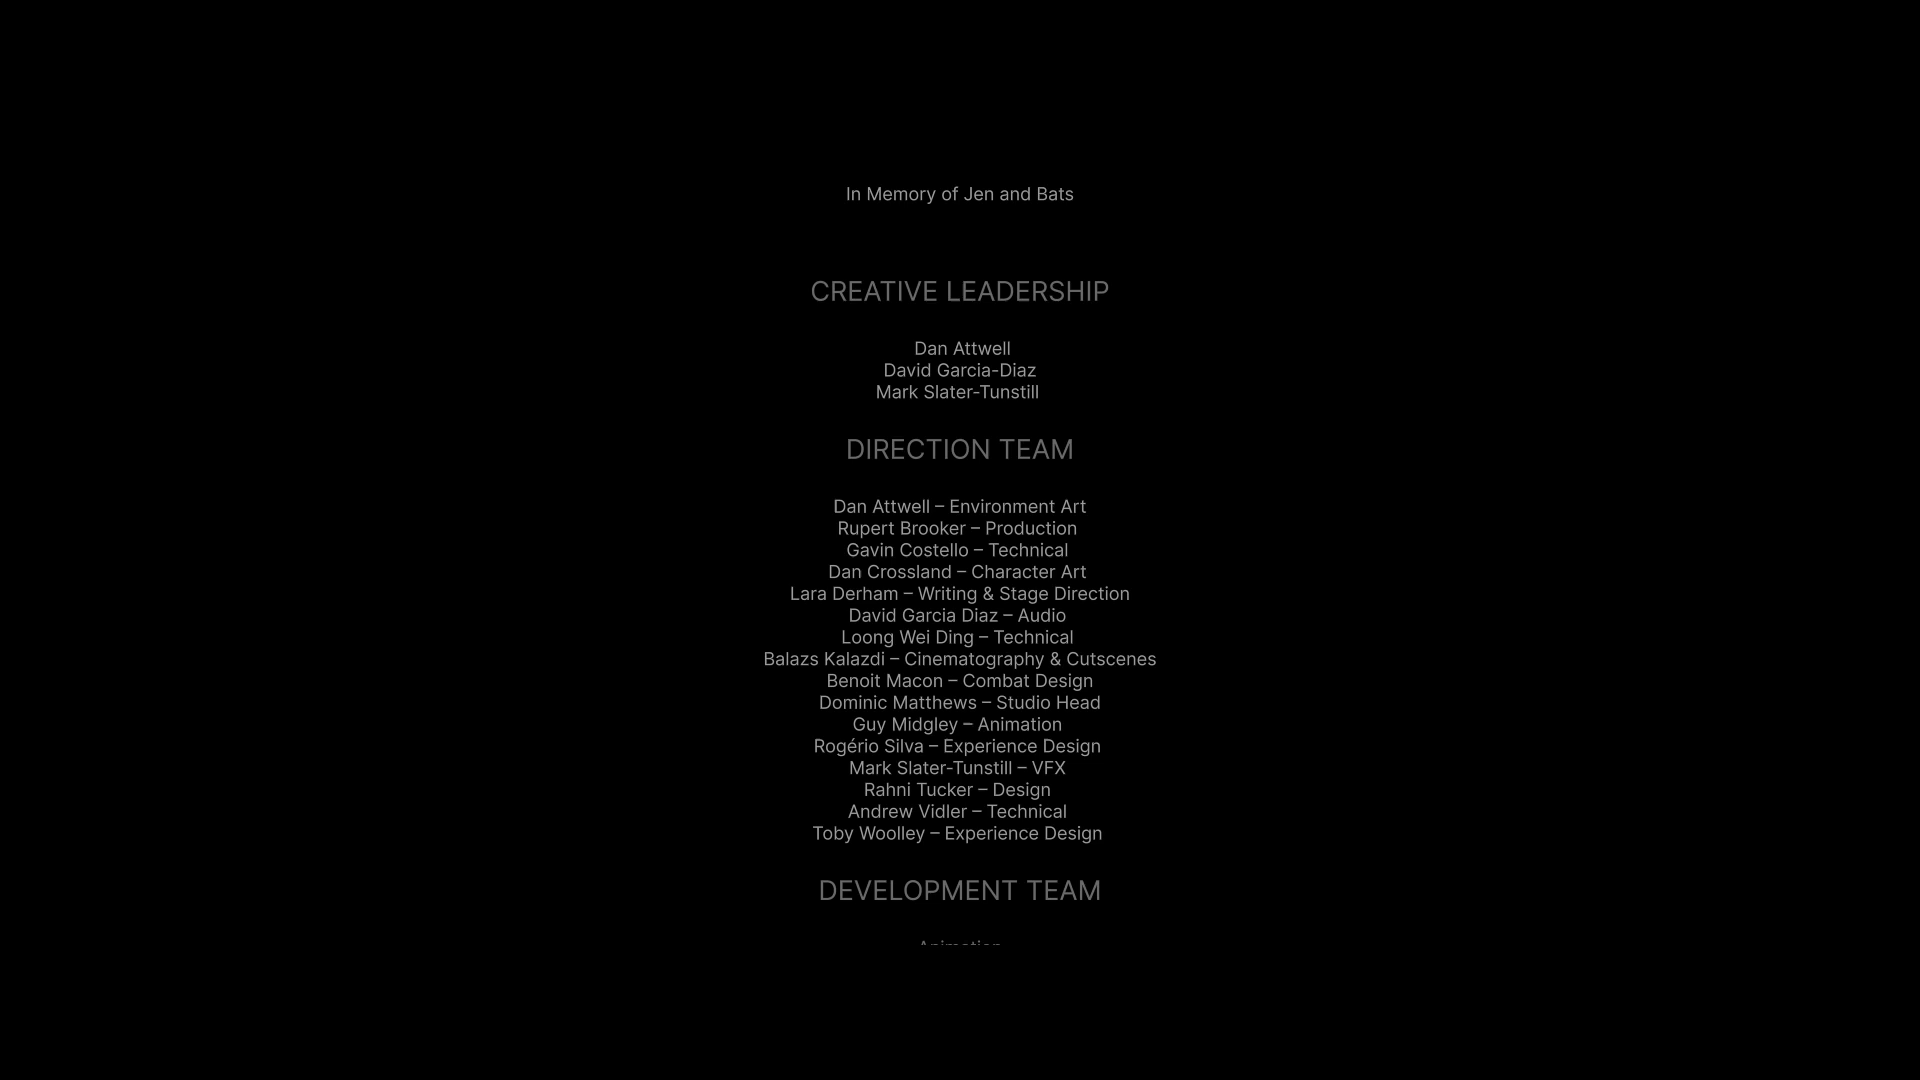 In Memory of Jen and Bats
CREATIVE LEADERSHIP
Dan Attwell
David Garcia-Diaz
Mark Slater-Tunstill
DIRECTION TEAM
Dan Attwell – Environment Art
Rupert Brooker – Production
Gavin Costello – Technical
Dan Crossland – Character Art
Lara Derham – Writing & Stage Direction
David Garcia Diaz – Audio
Loong Wei Ding – Technical
Balazs Kalazdi – Cinematography & Cutscenes
Benoit Macon – Combat Design
Dominic Matthews – Studio Head
Guy Midgley – Animation
Rogério Silva – Experience Design
Mark Slater-Tunstill – VFX
Rahni Tucker – Design
Andrew Vidler – Technical
Toby Woolley – Experience Design
DEVELOPMENT TEAM
Animation